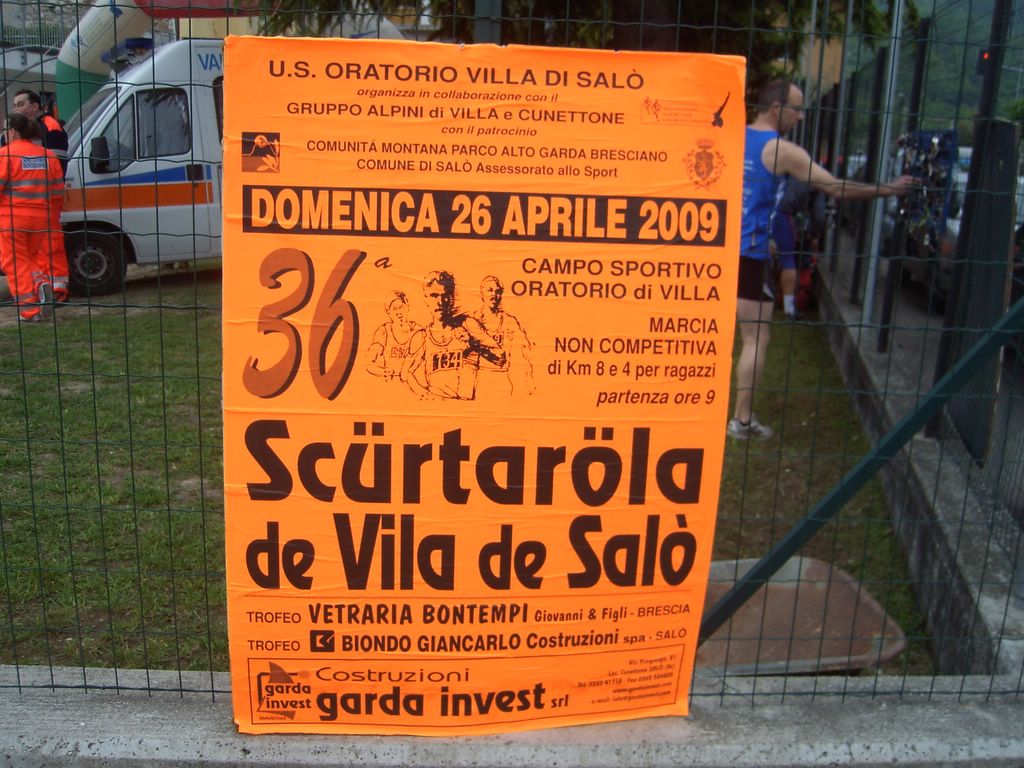 U.S. ORATORIO VILLA DI SALÒ
organizza in collaborazione con il
GRUPPO ALPINI di VILLA e CUNETTONE
con il patrocinio
COMUNITÁ MONTANA PARCO ALTO GARDA BRESCIANO
COMUNE DI SALÒ Assessorato allo Sport
DOMENICA 26 APRILE 2009
36ª
CAMPO SPORTIVO
ORATORIO di VILLA
MARCIA
NON COMPETITIVA
di Km 8 e 4 per ragazzi
partenza ore 9
134
Scürtaröla
de Vila de Salò
TROFEO VETRARIA BONTEMPI Giovanni & Figli - BRESCIA
TROFEO BIONDO GIANCARLO Costruzioni spa - SALÒ
garda
invest
Costruzioni
garda invest srl
VA